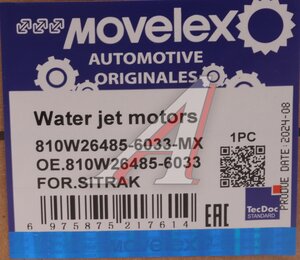 movelex
AUTOMOTIVE
ORIGINALES
Water jet motors
810W26485-6033-MX
OE.810W26485-6033
FOR.SITRAK
1PC
PRODUE DATE:2024-08
6 975875 217614
EAC
TecDoc
STANDARD